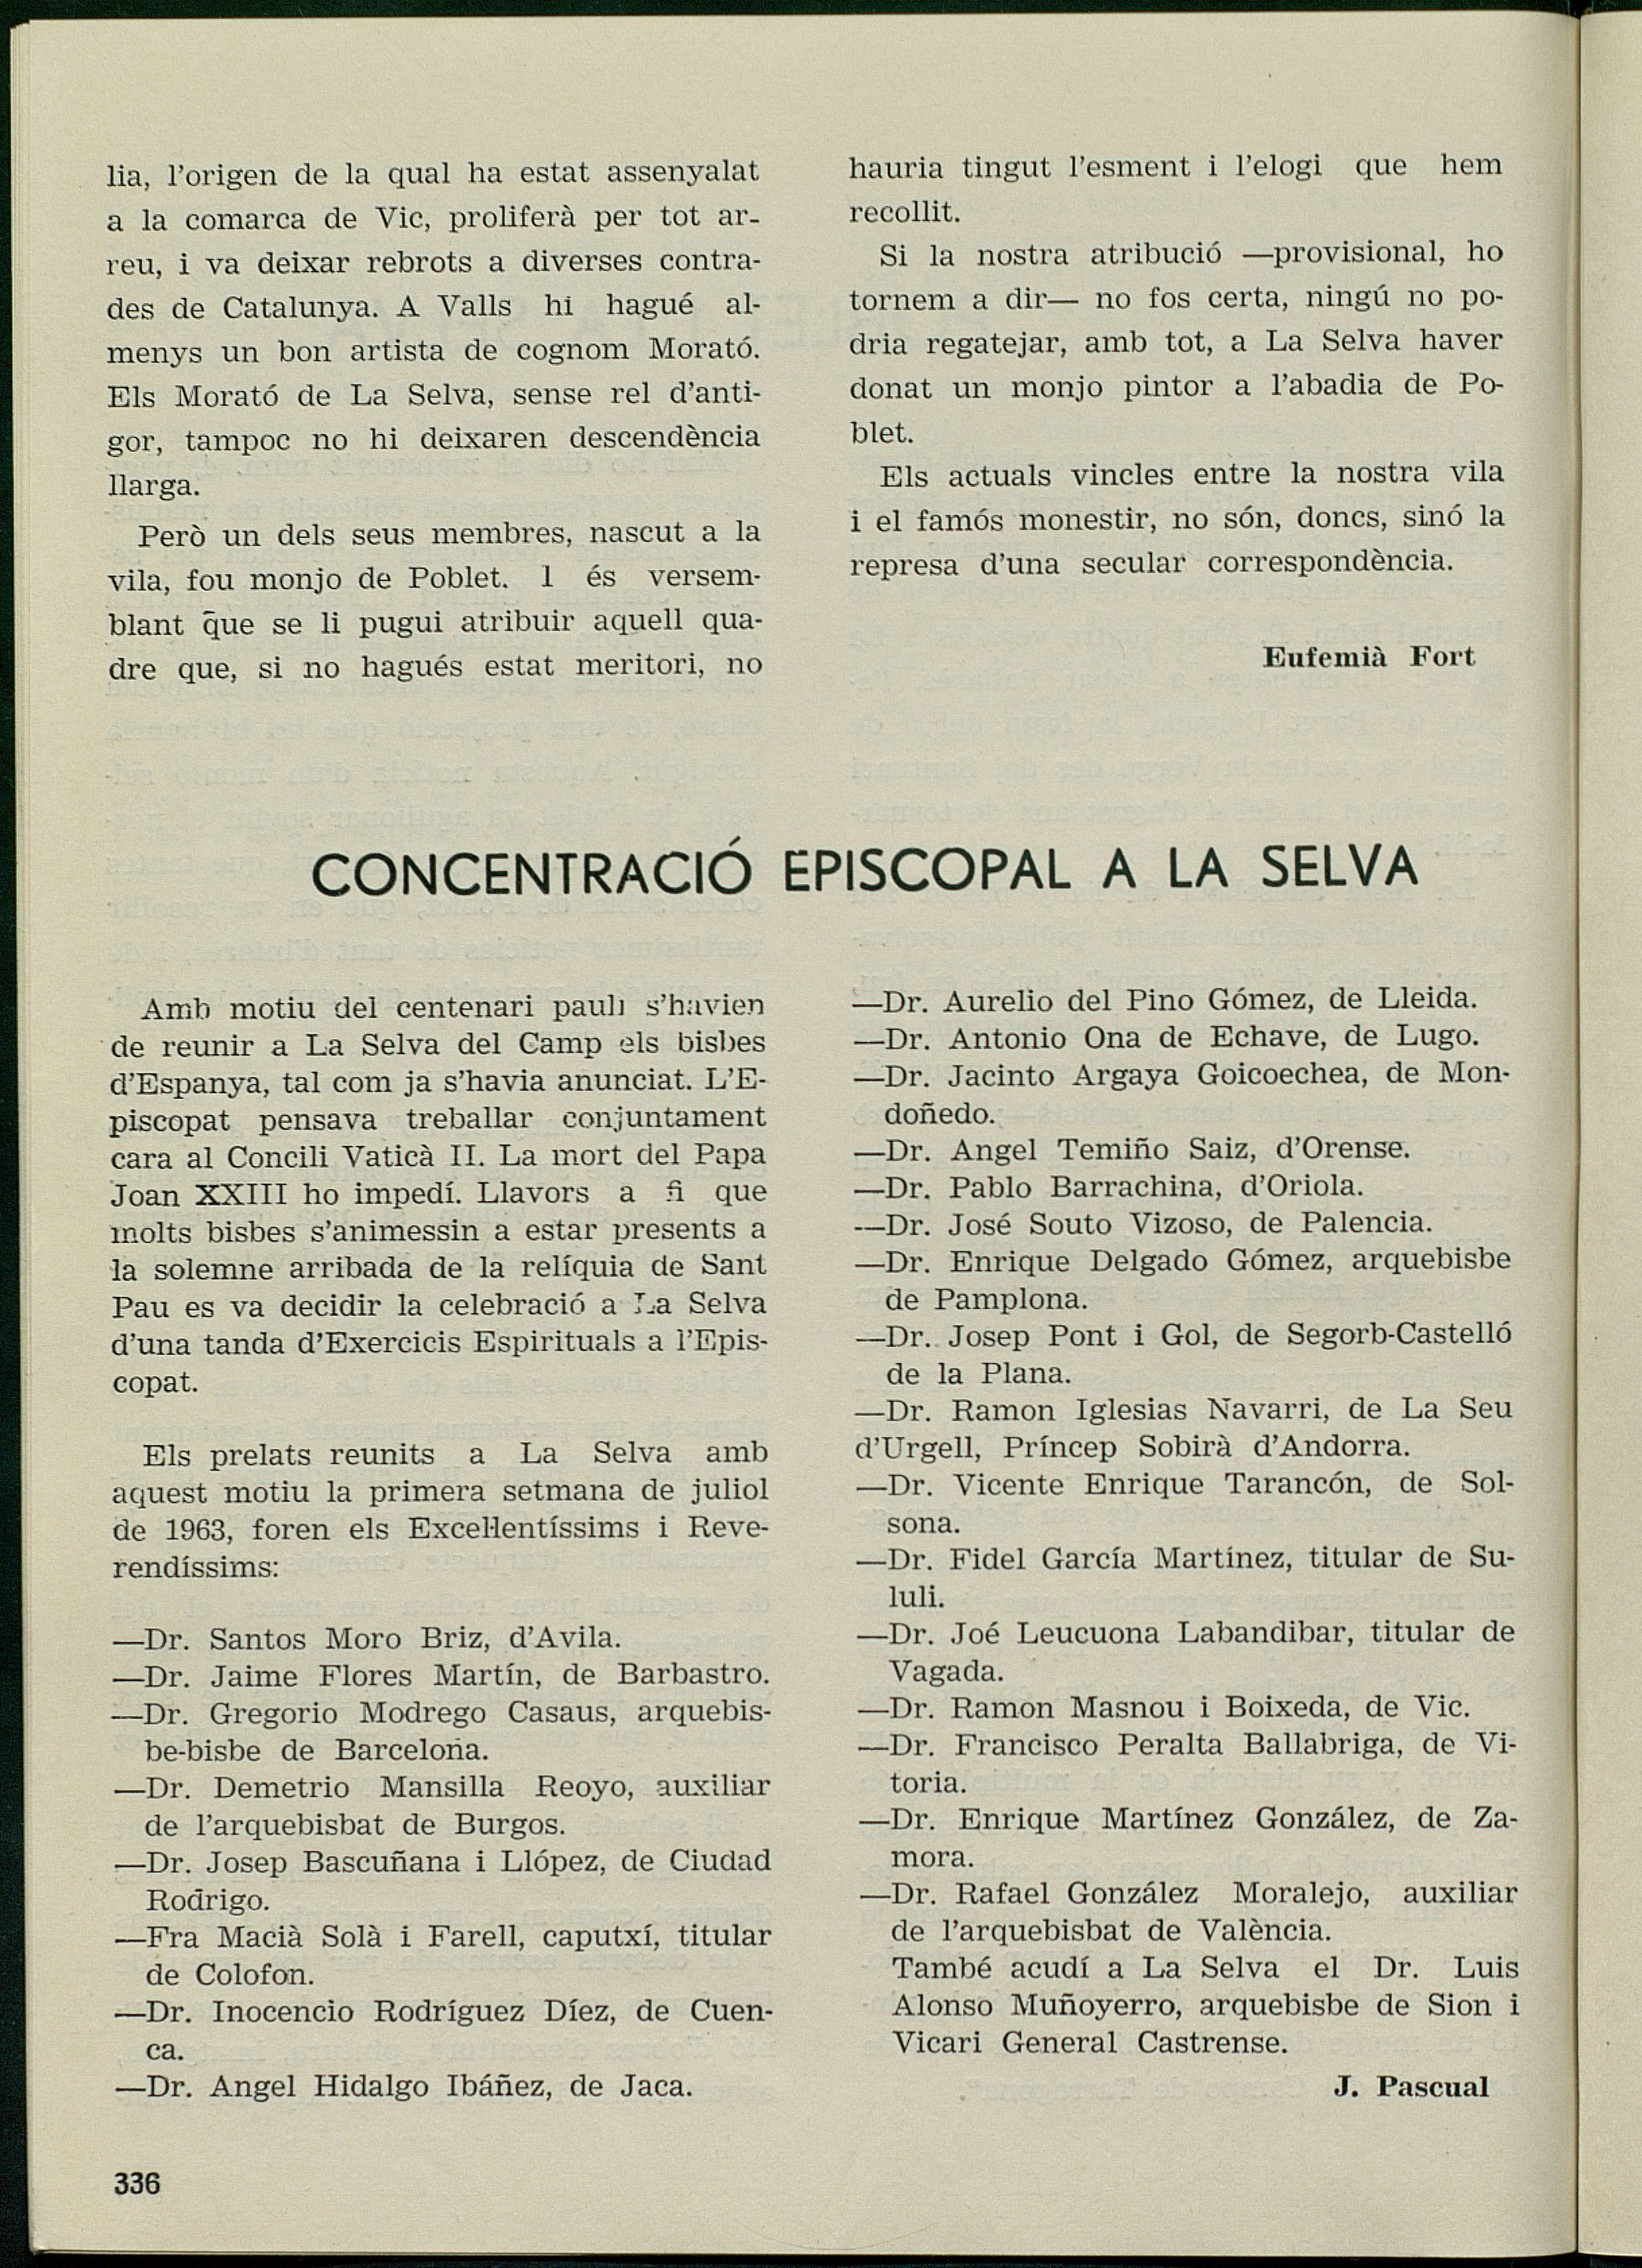 lia, l'origen de la qual ha estat assenyalat
a la comarca de Vic, proliferà per tot ar-
reu, i va deixar rebrots a diverses contra-
des de Catalunya. A Valls hi hagué al-
menys un bon artista de cognom Morató.
Els Morató de La Selva, sense rel d'anti-
gor, tampoc no hi deixaren descendència
llarga.
Però un dels seus membres, nascut a la
vila, fou monjo de Poblet. I és versem-
blant que se li pugui atribuir aquell qua-
dre que, si no hagués estat meritori, no
hauria tingut l'esment i l'elogi que hem
recollit.
Si la nostra atribució —provisional, ho
tornem a dir— no fos certa, ningú no po-
dria regatejar, amb tot, a La Selva haver
donat un monjo pintor a l'abadia de Po-
blet.
Els actuals vincles entre la nostra vila
i el famós monestir, no són, doncs, sinó la
represa d'una secular correspondència.
Eufemià Fort
CONCENTRACIÓ EPISCOPAL A LA SELVA
Amb motiu del centenari paulí s'havien
de reunir a La Selva del Camp els bisbes
d'Espanya, tal com ja s'havia anunciat. L'E-
piscopat pensava treballar conjuntament
cara al Concili Vaticà II. La mort del Papa
Joan XXIII ho impedí. Llavors a fi que
molts bisbes s'animessin a estar presents a
la solemne arribada de la relíquia de Sant
Pau es va decidir la celebració a La Selva
d'una tanda d'Exercicis Espirituals a l'Epis-
copat.
Els prelats reunits a La Selva amb
aquest motiu la primera setmana de juliol
de 1963, foren els Excel·lentíssims i Reve-
rendíssims:
—Dr. Santos Moro Briz, d'Avila.
—Dr. Jaime Flores Martín, de Barbastro.
—Dr. Gregorio Modrego Casaus, arquebis-
be-bisbe de Barcelona.
—Dr. Demetrio Mansilla Reoyo, auxiliar
de l'arquebisbat de Burgos.
—Dr. Josep Bascuñana i Llópez, de Ciudad
Rodrigo.
—Fra Macià Solà i Farell, caputxí, titular
de Colofon.
—Dr. Inocencio Rodríguez Díez, de Cuen-
ca.
—Dr. Angel Hidalgo Ibáñez, de Jaca.
—Dr. Aurelio del Pino Gómez, de Lleida.
—Dr. Antonio Ona de Echave, de Lugo.
—Dr. Jacinto Argaya Goicoechea, de Mon-
doñedo.
—Dr. Angel Temiño Saiz, d'Orense.
—Dr. Pablo Barrachina, d'Oriola.
—Dr. José Souto Vizoso, de Palencia.
—Dr. Enrique Delgado Gómez, arquebisbe
de Pamplona.
—Dr. Josep Pont i Gol, de Segorb-Castelló
de la Plana.
—Dr. Ramon Iglesias Navarri, de La Seu
d'Urgell, Príncep Sobirà d'Andorra.
—Dr. Vicente Enrique Tarancón, de Sol-
sona.
—Dr. Fidel García Martínez, titular de Su-
luli.
—Dr. Joé Leucuona Labandibar, titular de
Vagada.
—Dr. Ramon Masnou i Boixeda, de Vic.
—Dr. Francisco Peralta Ballabriga, de Vi-
toria.
—Dr. Enrique Martínez González, de Za-
mora.
—Dr. Rafael González Moralejo, auxiliar
de l'arquebisbat de València.
També acudí a La Selva el Dr. Luis
Alonso Muñoyerro, arquebisbe de Sion i
Vicari General Castrense.
J. Pascual
336